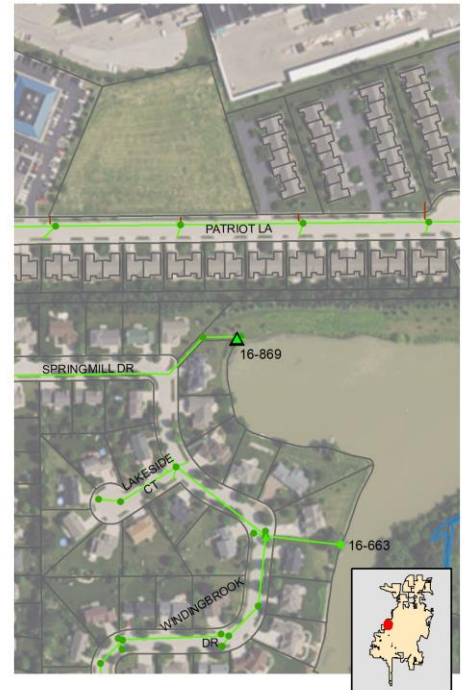 PATRIOT LA
16-869
SPRINGMILL DR
LAKESIDE
CT
16-663
WINDINGBROOK
DR